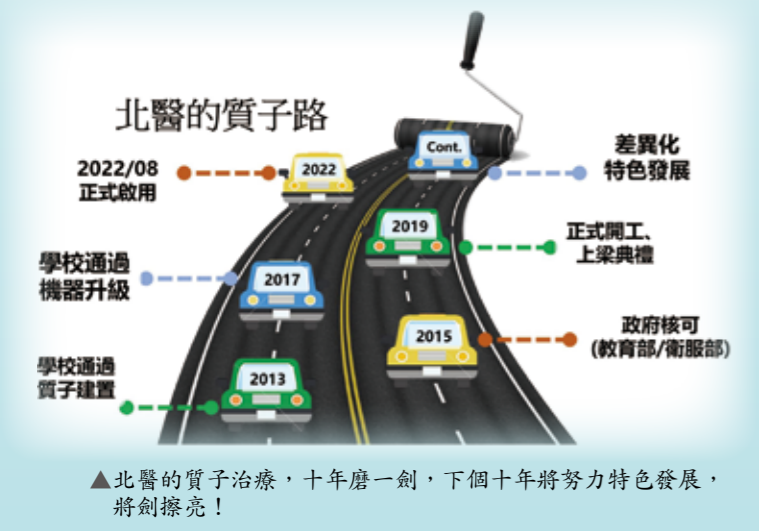 北醫的質子路
2022/08
正式啟用
2022
Cont.
差異化
特色發展
2019
正式開工、
上梁典禮
學校通過
機器升級
2017
2015
政府核可
(教育部/衛服部)
學校通過
質子建置
2013
▲北醫的質子治療，十年磨一劍，下個十年將努力特色發展，
將劍擦亮！